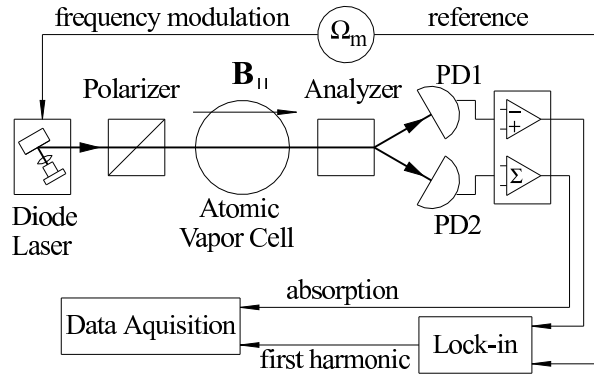 frequency modulation
Ωm
reference
Polarizer
B||
Analyzer
PD1
−
+
Σ
PD2
Diode
Laser
Atomic
Vapor Cell
absorption
Data Aquisition
first harmonic
Lock-in